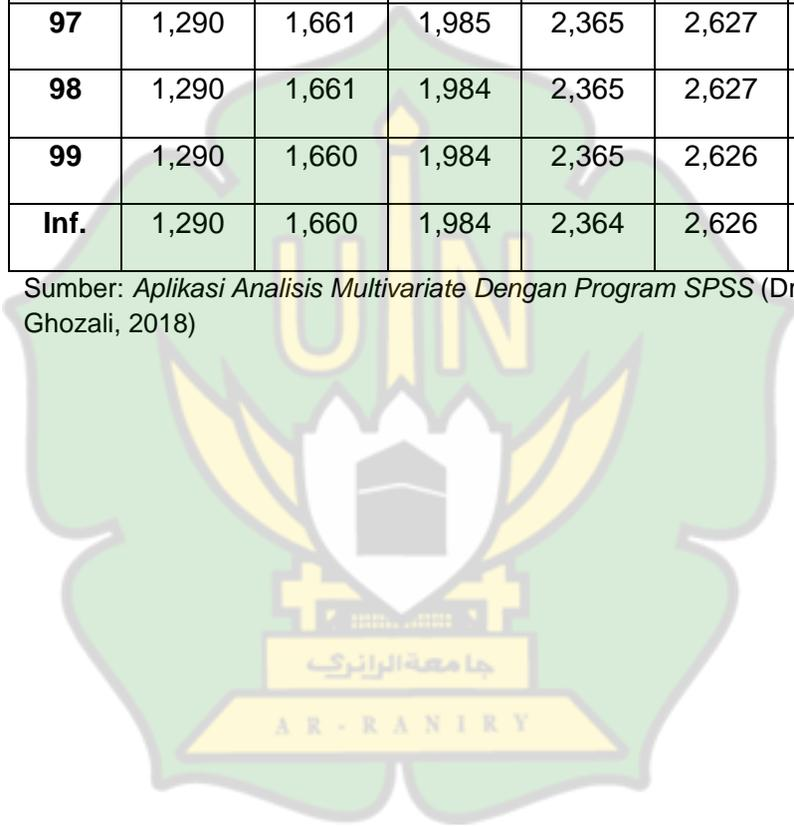 97 1,290 1,661 1,985 2,365 2,627
98 1,290 1,661 1,984 2,365 2,627
99 1,290 1,660 1,984 2,365 2,626
Inf. 1,290 1,660 1,984 2,364 2,626
Sumber: Aplikasi Analisis Multivariate Dengan Program SPSS
Ghozali, 2018)
UIN
جامعة الرانري
AR-RANIRY